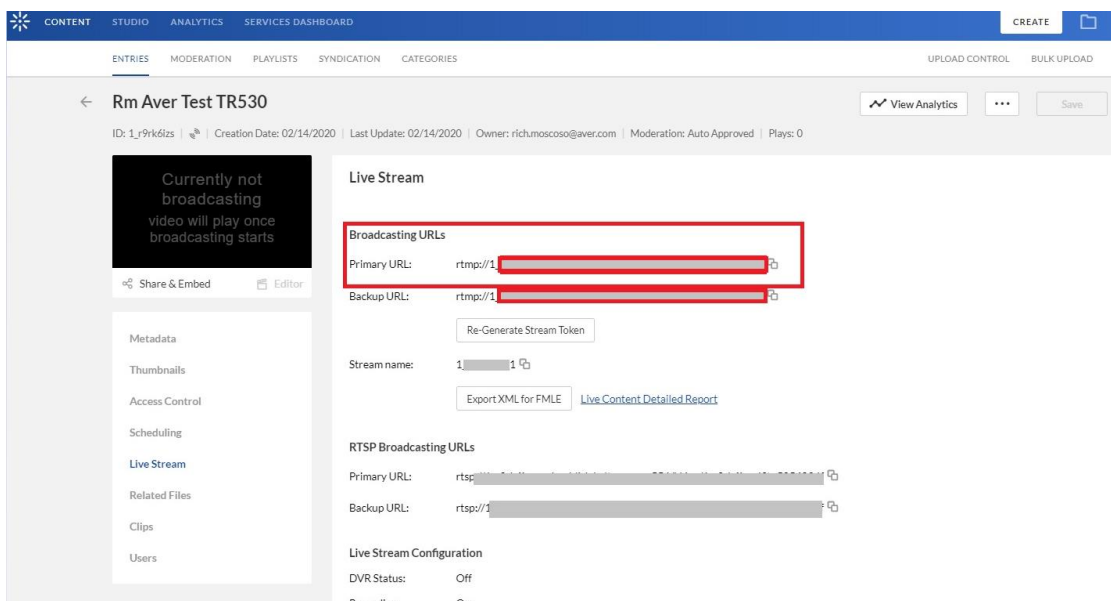 CONTENT STUDIO ANALYTICS SERVICES DASHBOARD CREATE
ENTRIES MODERATION PLAYLISTS SYNDICATION CATEGORIES UPLOAD CONTROL BULK UPLOAD
Rm Aver Test TR530 View Analytics ••• Save
ID: 1_r9rk6izs | Creation Date: 02/14/2020 | Last Update: 02/14/2020 | Owner: rich.moscoso@aver.com | Moderation: Auto Approved | Plays: 0
Currently not
broadcasting
video will play once
broadcasting starts
Share & Embed Editor
Metadata
Thumbnails
Access Control
Scheduling
Live Stream
Related Files
Clips
Users
Live Stream
Broadcasting URLs
Primary URL: rtmp://1_
Backup URL: rtmp://1_
Re-Generate Stream Token
Stream name: 1_ 1
Export XML for FMLE Live Content Detailed Report
RTSP Broadcasting URLs
Primary URL: rtsp
Backup URL: rtsp://1
Live Stream Configuration
DVR Status: Off